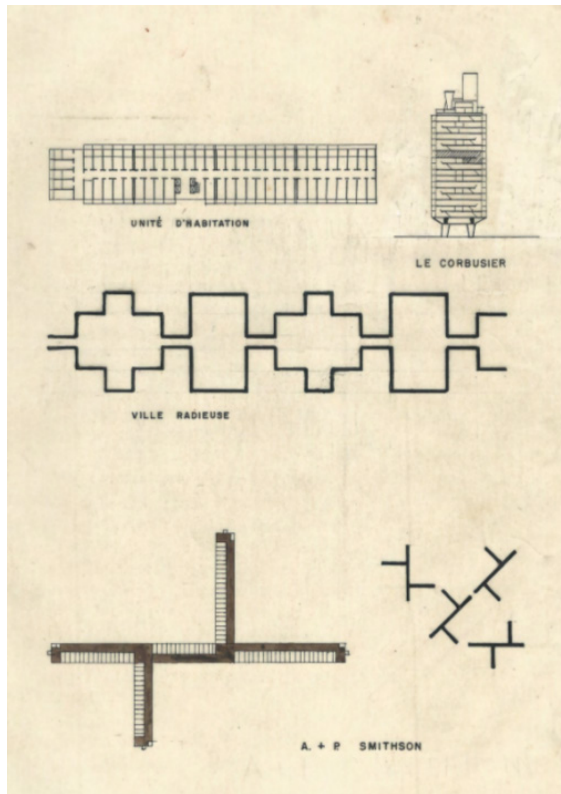 UNITÉ D'HABITATION
LE CORBUSIER
VILLE RADIEUSE
A. + P. SMITHSON